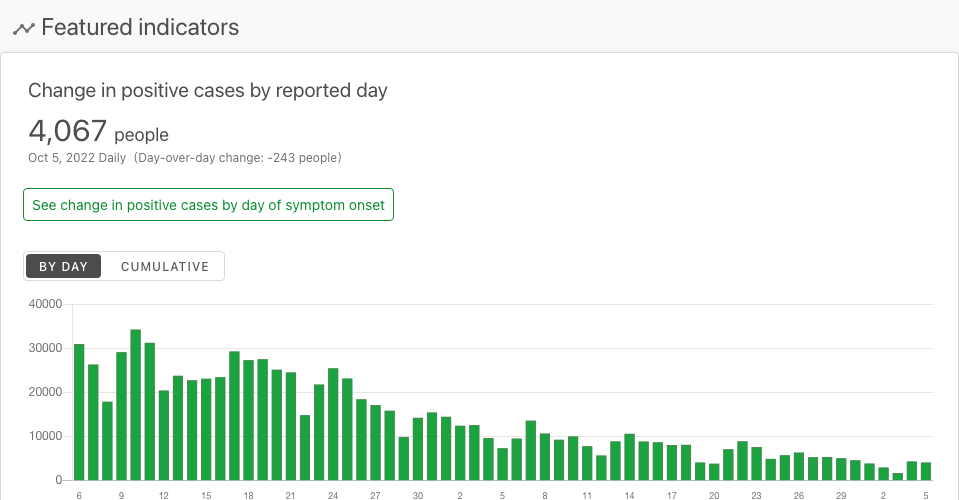 Featured indicators
Change in positive cases by reported day
4,067 people
Oct 5, 2022 Daily (Day-over-day change: -243 people)
See change in positive cases by day of symptom onset
BY DAY CUMULATIVE
40000
30000
20000
10000
0
6 9 12 15 18 21 24 27 30 2 5 8 11 14 17 20 23 26 29 2 5